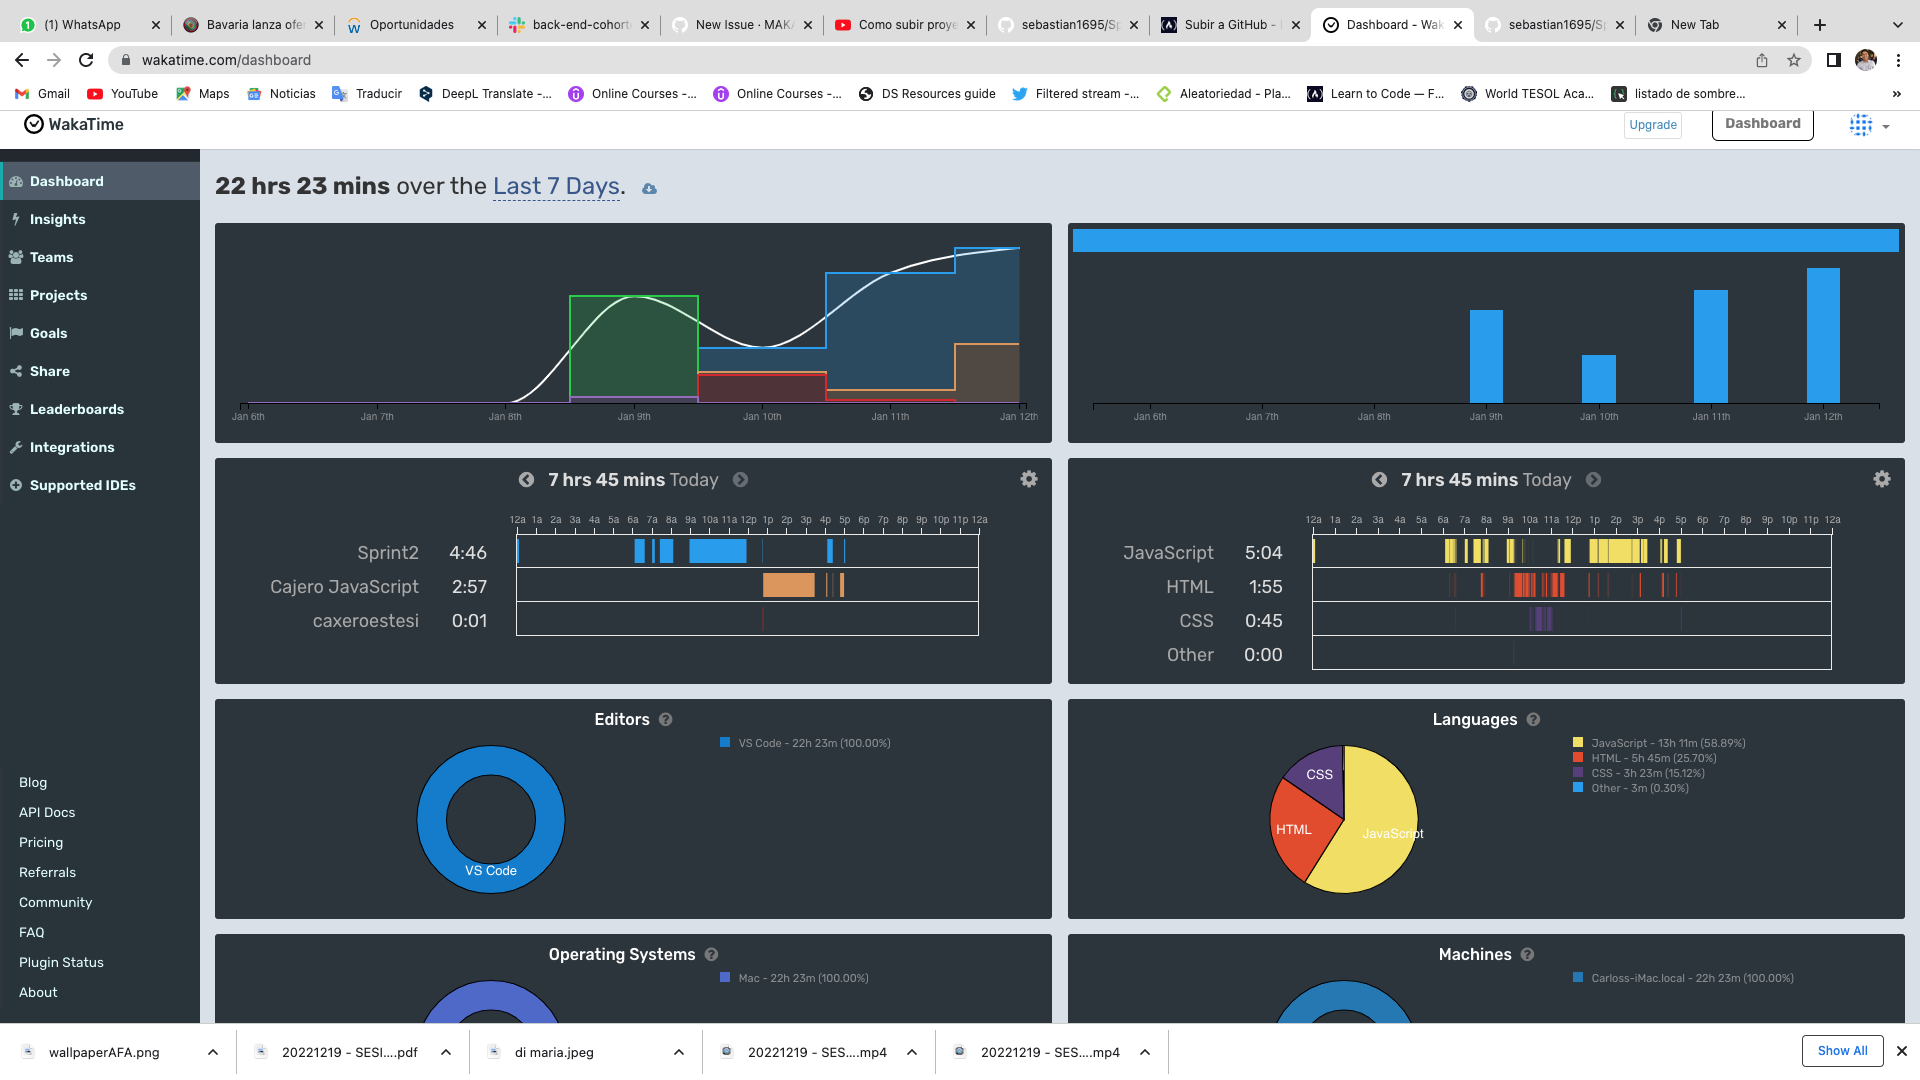 (1) WhatsApp
Bavaria lanza ofer
Oportunidades
back-end-cohort
New Issue · MAKA
Como subir proye
sebastian1695/Sp
Subir a GitHub -
Dashboard - Wak
sebastian1695/Sp
New Tab
wakatime.com/dashboard
Gmail
YouTube
Maps
Noticias
Traducir
DeepL Translate -...
Online Courses -...
Online Courses -...
DS Resources guide
Filtered stream -...
Aleatoriedad - Pla...
Learn to Code — F...
World TESOL Aca...
listado de sombre...
»
WakaTime
Upgrade
Dashboard
Dashboard
Insights
Teams
Projects
Goals
Share
Leaderboards
Integrations
Supported IDEs
Blog
API Docs
Pricing
Referrals
Community
FAQ
Plugin Status
About
22 hrs 23 mins over the Last 7 Days.
Jan 6th Jan 7th Jan 8th Jan 9th Jan 10th Jan 11th Jan 12th
Jan 6th Jan 7th Jan 8th Jan 9th Jan 10th Jan 11th Jan 12th
7 hrs 45 mins Today
12a 1a 2a 3a 4a 5a 6a 7a 8a 9a 10a 11a 12p 1p 2p 3p 4p 5p 6p 7p 8p 9p 10p 11p 12a
Sprint2 4:46
Cajero JavaScript 2:57
caxeroestesi 0:01
7 hrs 45 mins Today
12a 1a 2a 3a 4a 5a 6a 7a 8a 9a 10a 11a 12p 1p 2p 3p 4p 5p 6p 7p 8p 9p 10p 11p 12a
JavaScript 5:04
HTML 1:55
CSS 0:45
Other 0:00
Editors ?
VS Code - 22h 23m (100.00%)
VS Code
Languages ?
JavaScript - 13h 11m (58.89%)
HTML - 5h 45m (25.70%)
CSS - 3h 23m (15.12%)
Other - 3m (0.30%)
CSS
HTML
JavaScript
Operating Systems ?
Mac - 22h 23m (100.00%)
Machines ?
Carloss-iMac.local - 22h 23m (100.00%)
wallpaperAFA.png
20221219 - SESI....pdf
di maria.jpeg
20221219 - SES....mp4
20221219 - SES....mp4
Show All